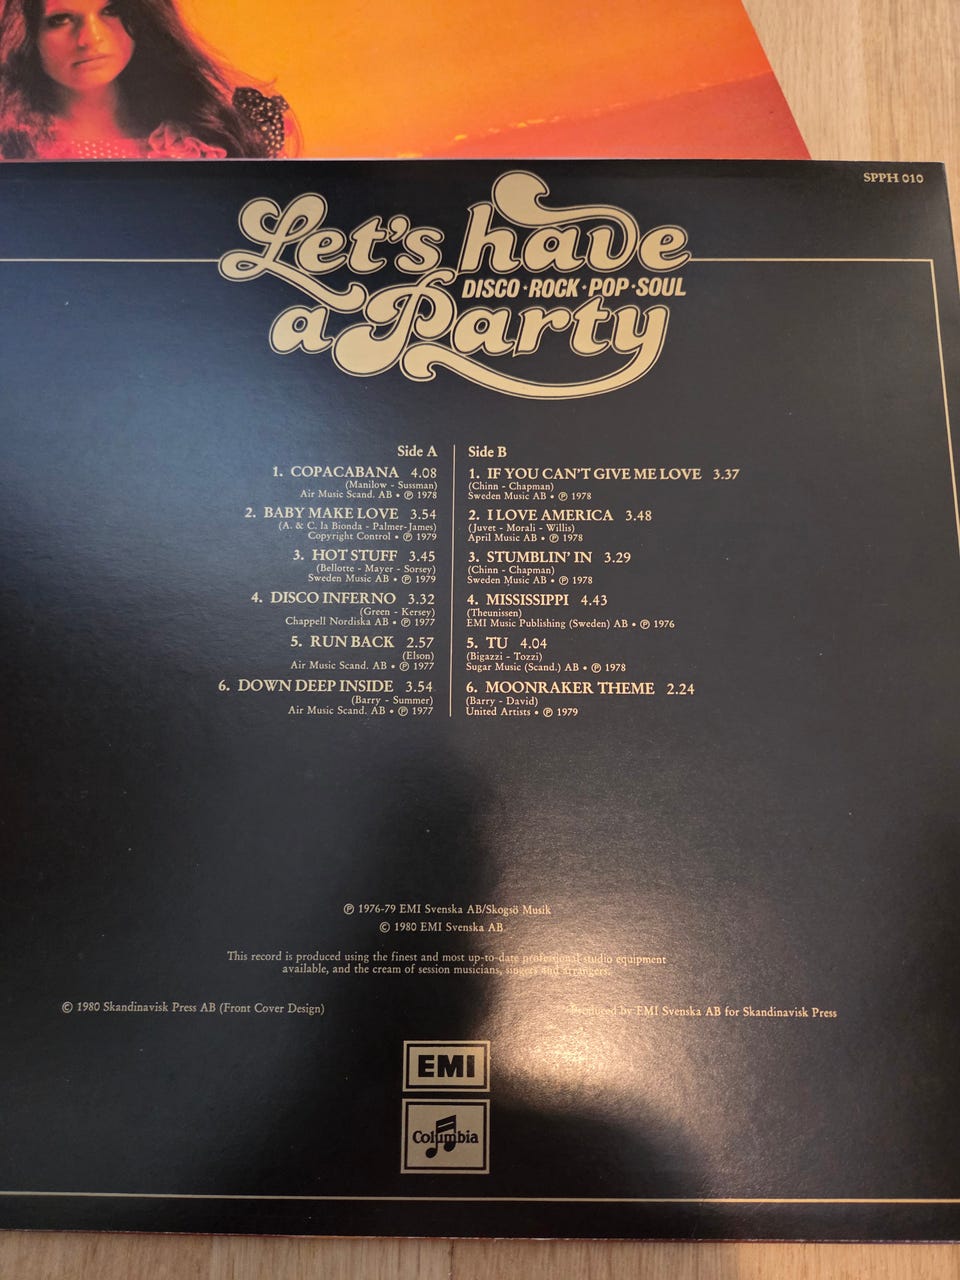 SPPH 010
Let's have
DISCO·ROCK·POP·SOUL
a Party
Side A
1. COPACABANA 4.08
(Manilow - Sussman)
Air Music Scand. AB • ℗ 1978
2. BABY MAKE LOVE 3.54
(A. & C. la Bionda - Palmer-James)
Copyright Control • ℗ 1979
3. HOT STUFF 3.45
(Bellotte - Mayer - Sorsey)
Sweden Music AB • ℗ 1979
4. DISCO INFERNO 3.32
(Green - Kersey)
Chappell Nordiska AB • ℗ 1977
5. RUN BACK 2.57
(Elson)
Air Music Scand. AB • ℗ 1977
6. DOWN DEEP INSIDE 3.54
(Barry - Summer)
Air Music Scand. AB • ℗ 1977
Side B
1. IF YOU CAN'T GIVE ME LOVE 3.37
(Chinn - Chapman)
Sweden Music AB • ℗ 1978
2. I LOVE AMERICA 3.48
(Juvet - Morali - Willis)
April Music AB • ℗ 1978
3. STUMBLIN' IN 3.29
(Chinn - Chapman)
Sweden Music AB • ℗ 1978
4. MISSISSIPPI 4.43
(Theunissen)
EMI Music Publishing (Sweden) AB • ℗ 1976
5. TU 4.04
(Bigazzi - Tozzi)
Sugar Music (Scand.) AB • ℗ 1978
6. MOONRAKER THEME 2.24
(Barry - David)
United Artists • ℗ 1979
℗ 1976-79 EMI Svenska AB/Skogsö Musik
© 1980 EMI Svenska AB
This record is produced using the finest and most up-to-date professional studio equipment
available, and the cream of session musicians, singers and arrangers.
© 1980 Skandinavisk Press AB (Front Cover Design)
Produced by EMI Svenska AB for Skandinavisk Press
EMI
Columbia